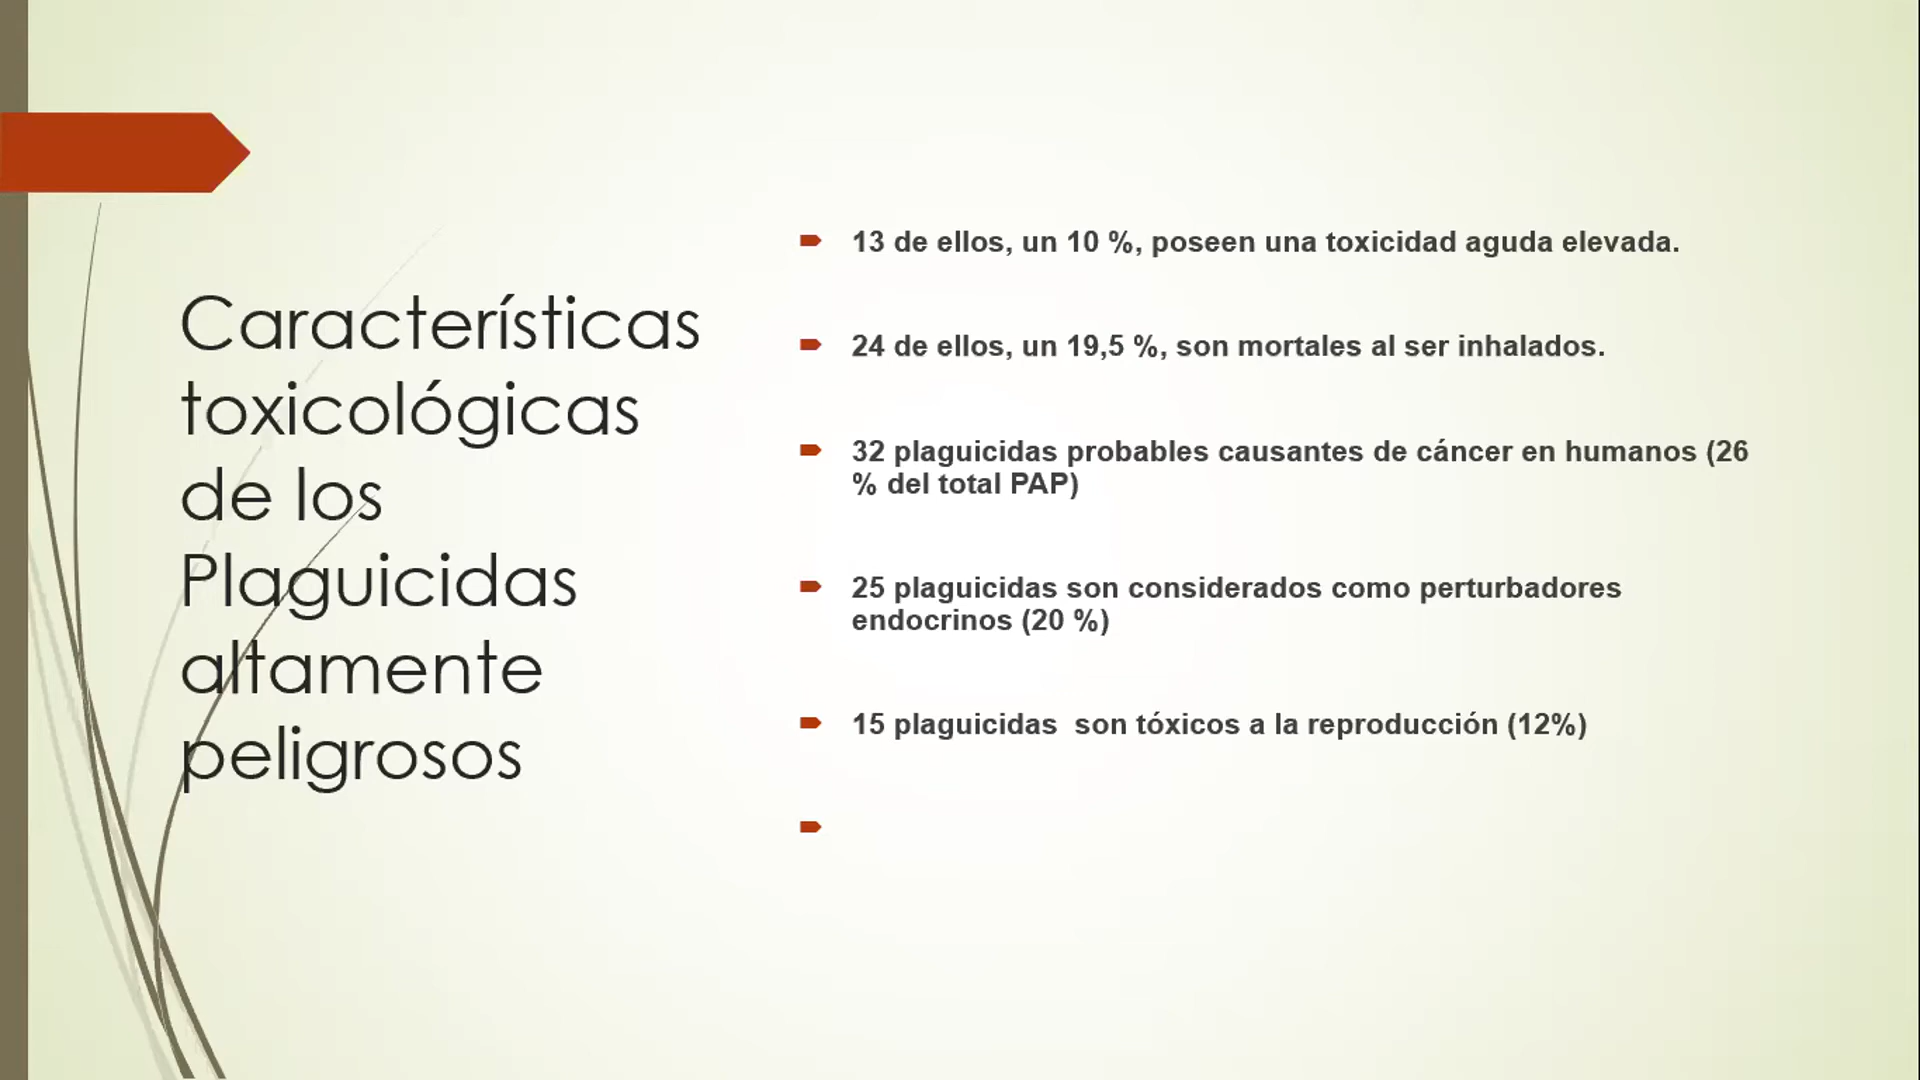 Características
toxicológicas
de los
Plaguicidas
altamente
peligrosos
13 de ellos, un 10 %, poseen una toxicidad aguda elevada.
24 de ellos, un 19,5 %, son mortales al ser inhalados.
32 plaguicidas probables causantes de cáncer en humanos (26
% del total PAP)
25 plaguicidas son considerados como perturbadores
endocrinos (20 %)
15 plaguicidas  son tóxicos a la reproducción (12%)